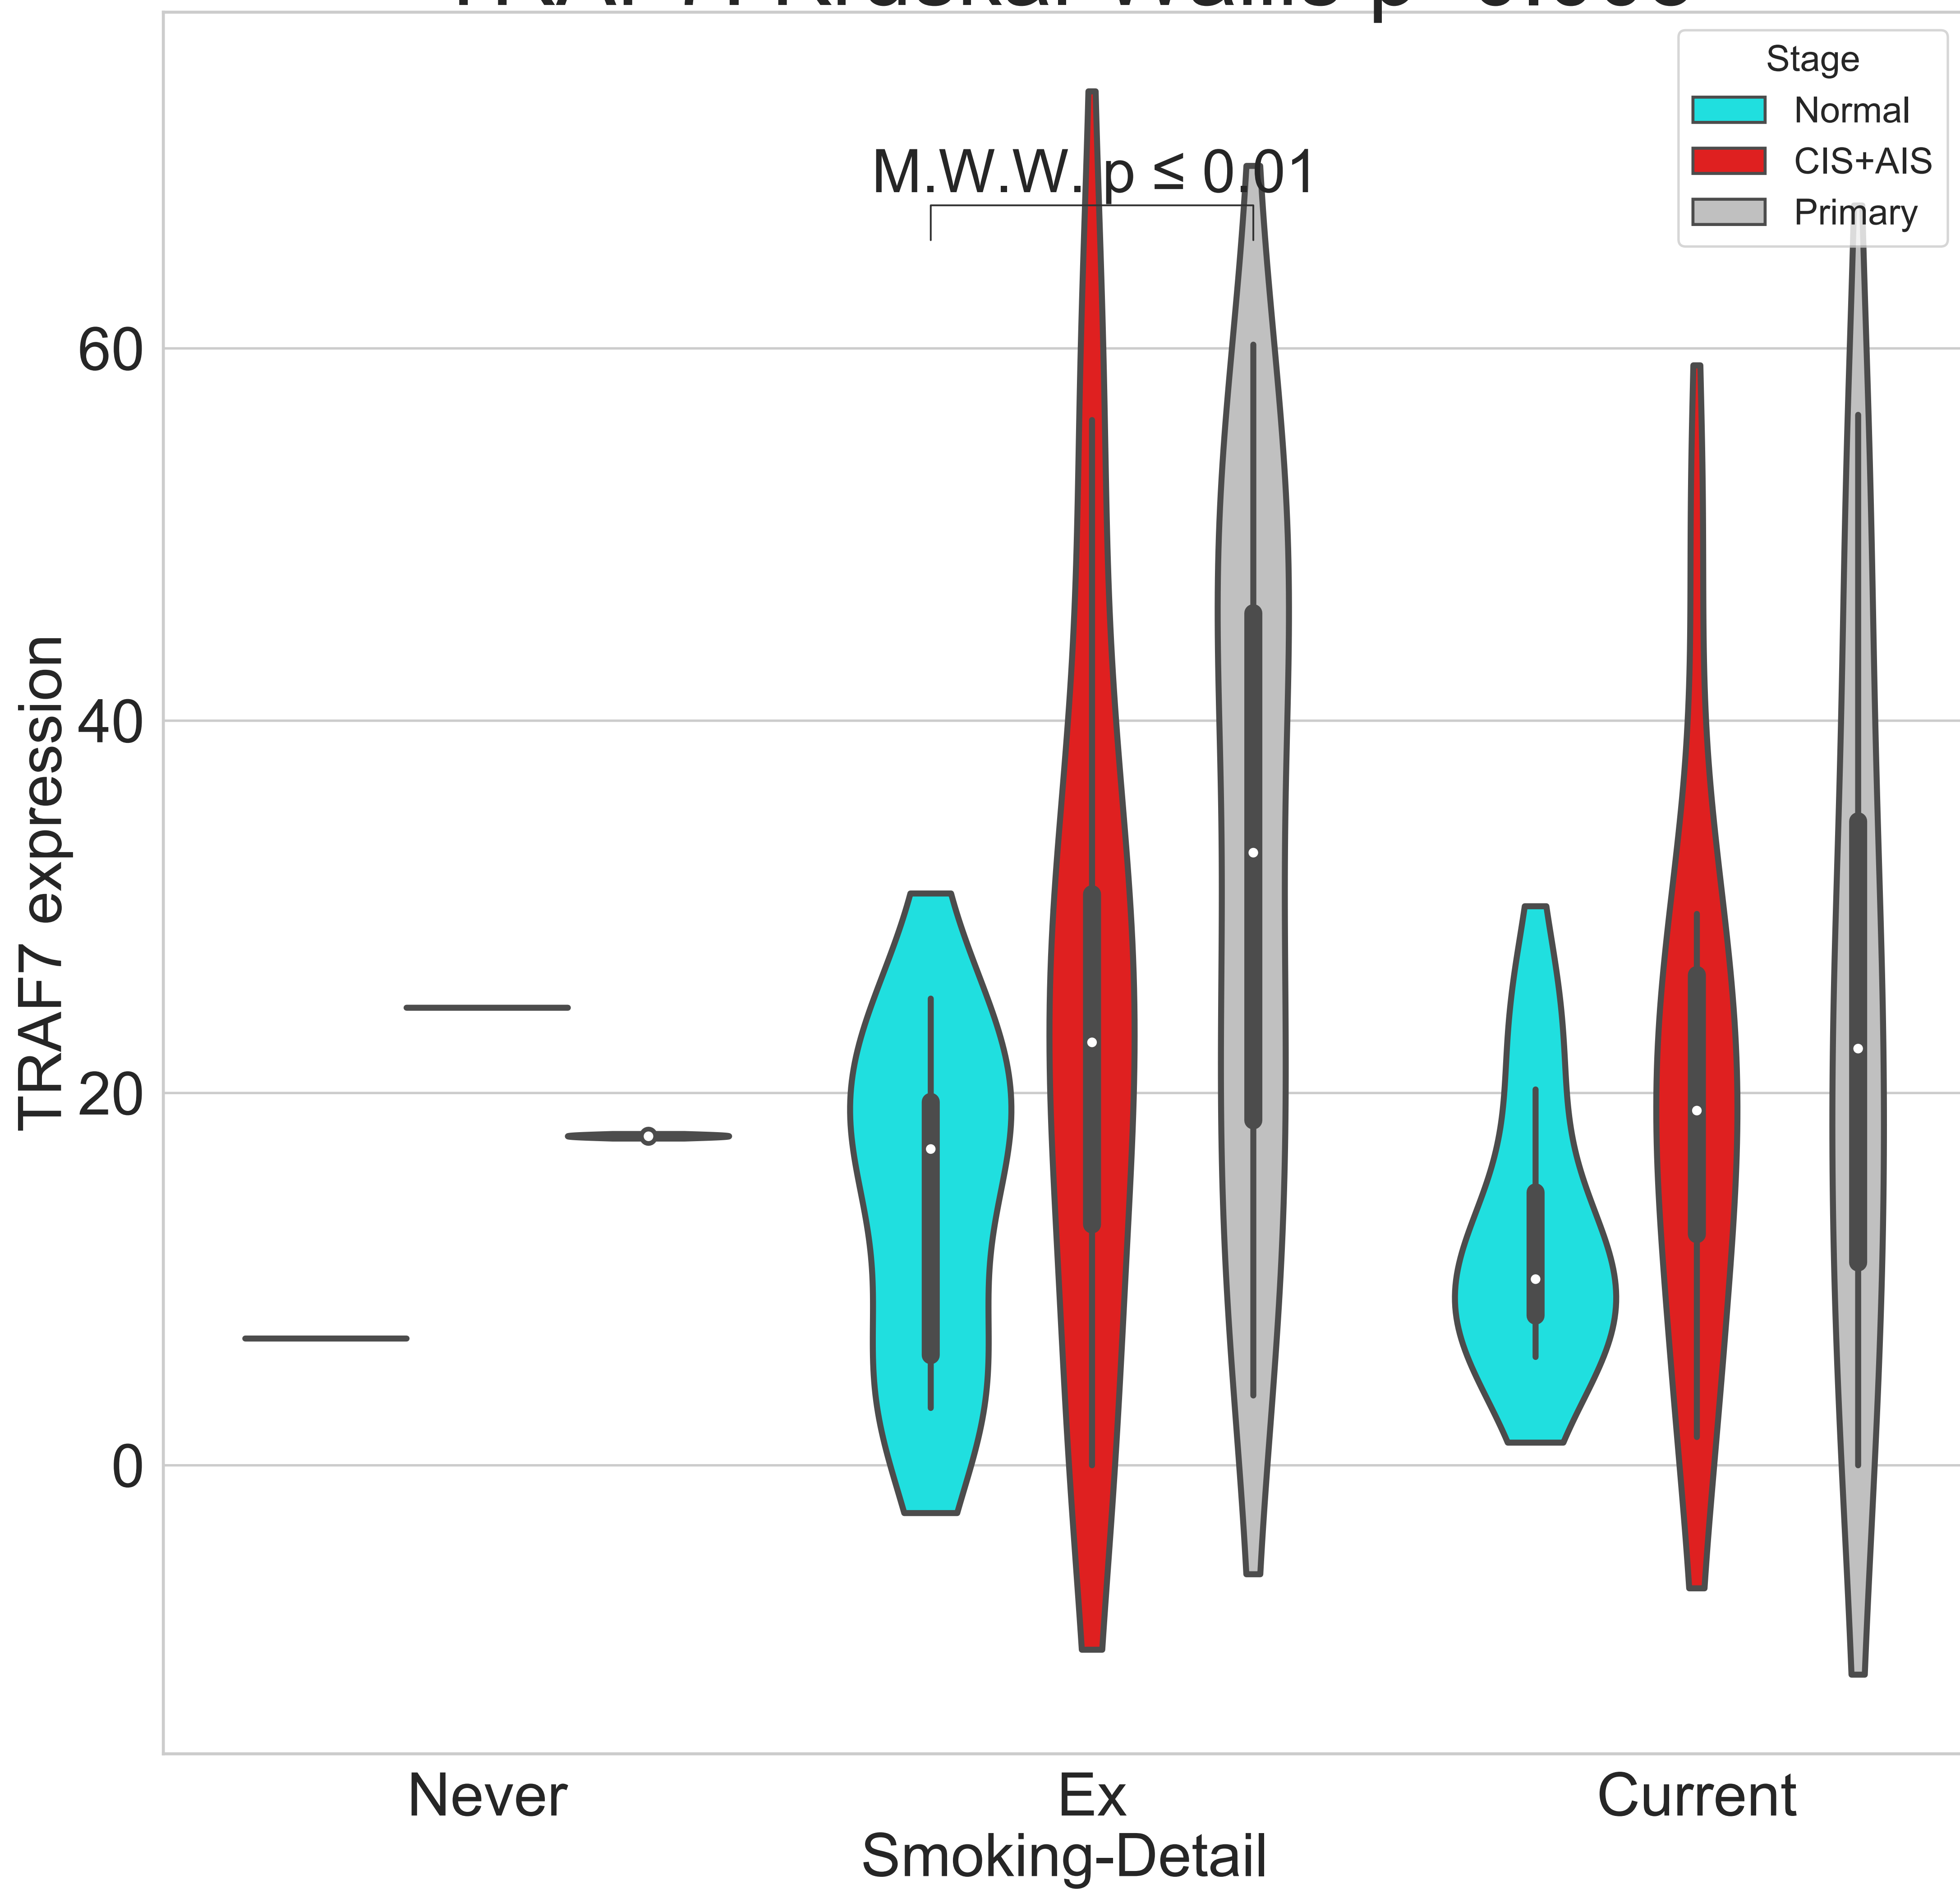 Stage
Normal
CIS+AIS
Primary
M.W.W. p ≤ 0.01
60
40
20
0
TRAF7 expression
Never
Ex
Current
Smoking-Detail